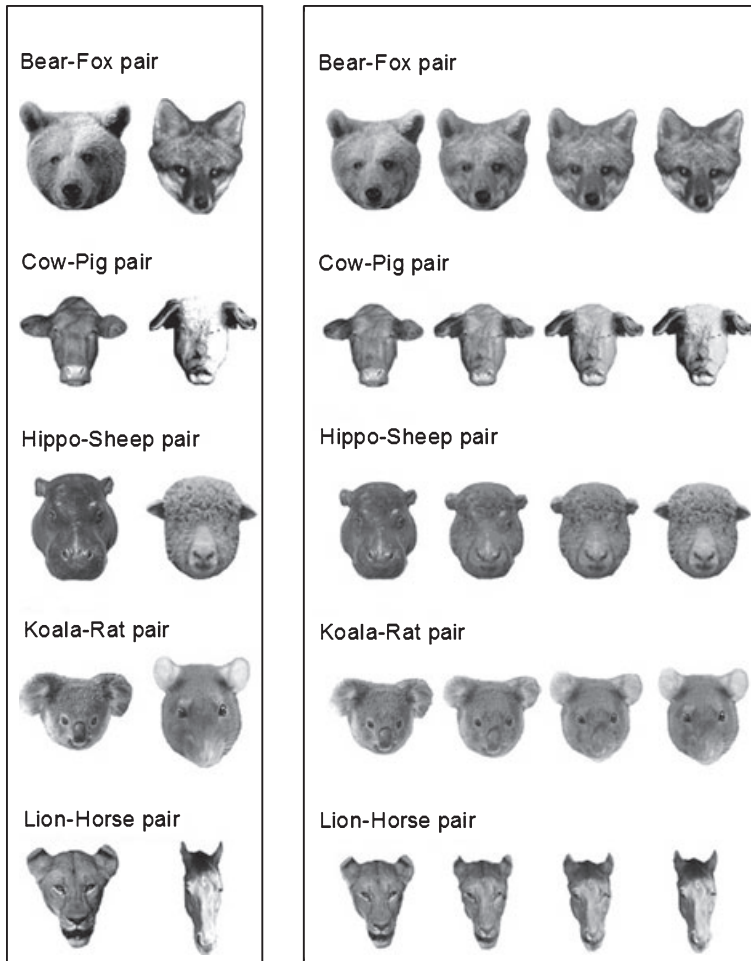 Bear-Fox pair
Cow-Pig pair
Hippo-Sheep pair
Koala-Rat pair
Lion-Horse pair
Bear-Fox pair
Cow-Pig pair
Hippo-Sheep pair
Koala-Rat pair
Lion-Horse pair